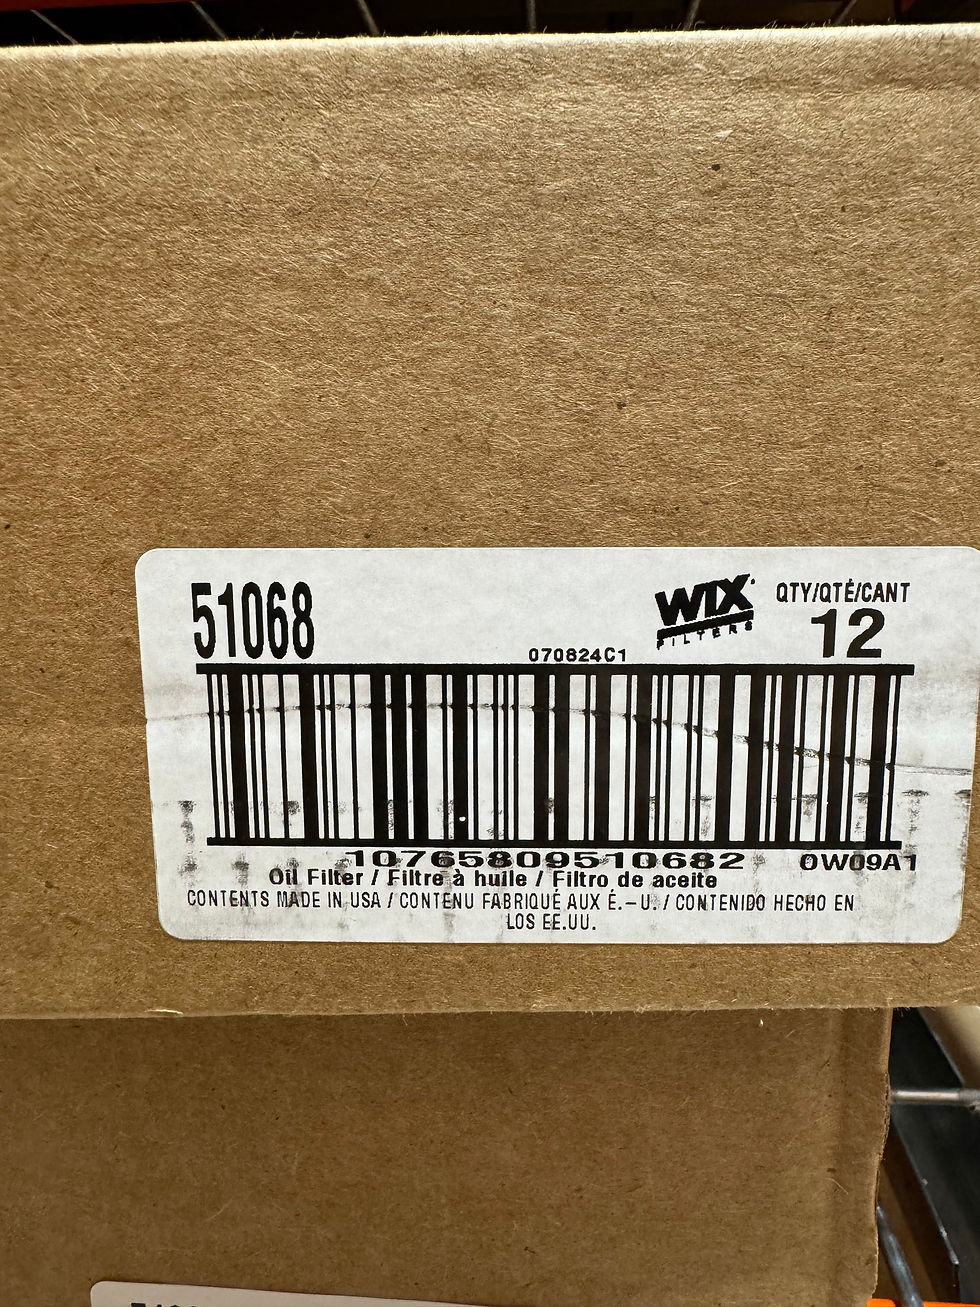 51068
WIX
FILTERS
QTY/QTÉ/CANT
12
070824C1
10765809510682
0W09A1
Oil Filter / Filtre à huile / Filtro de aceite
CONTENTS MADE IN USA / CONTENU FABRIQUÉ AUX É.-U. / CONTENIDO HECHO EN
LOS EE.UU.